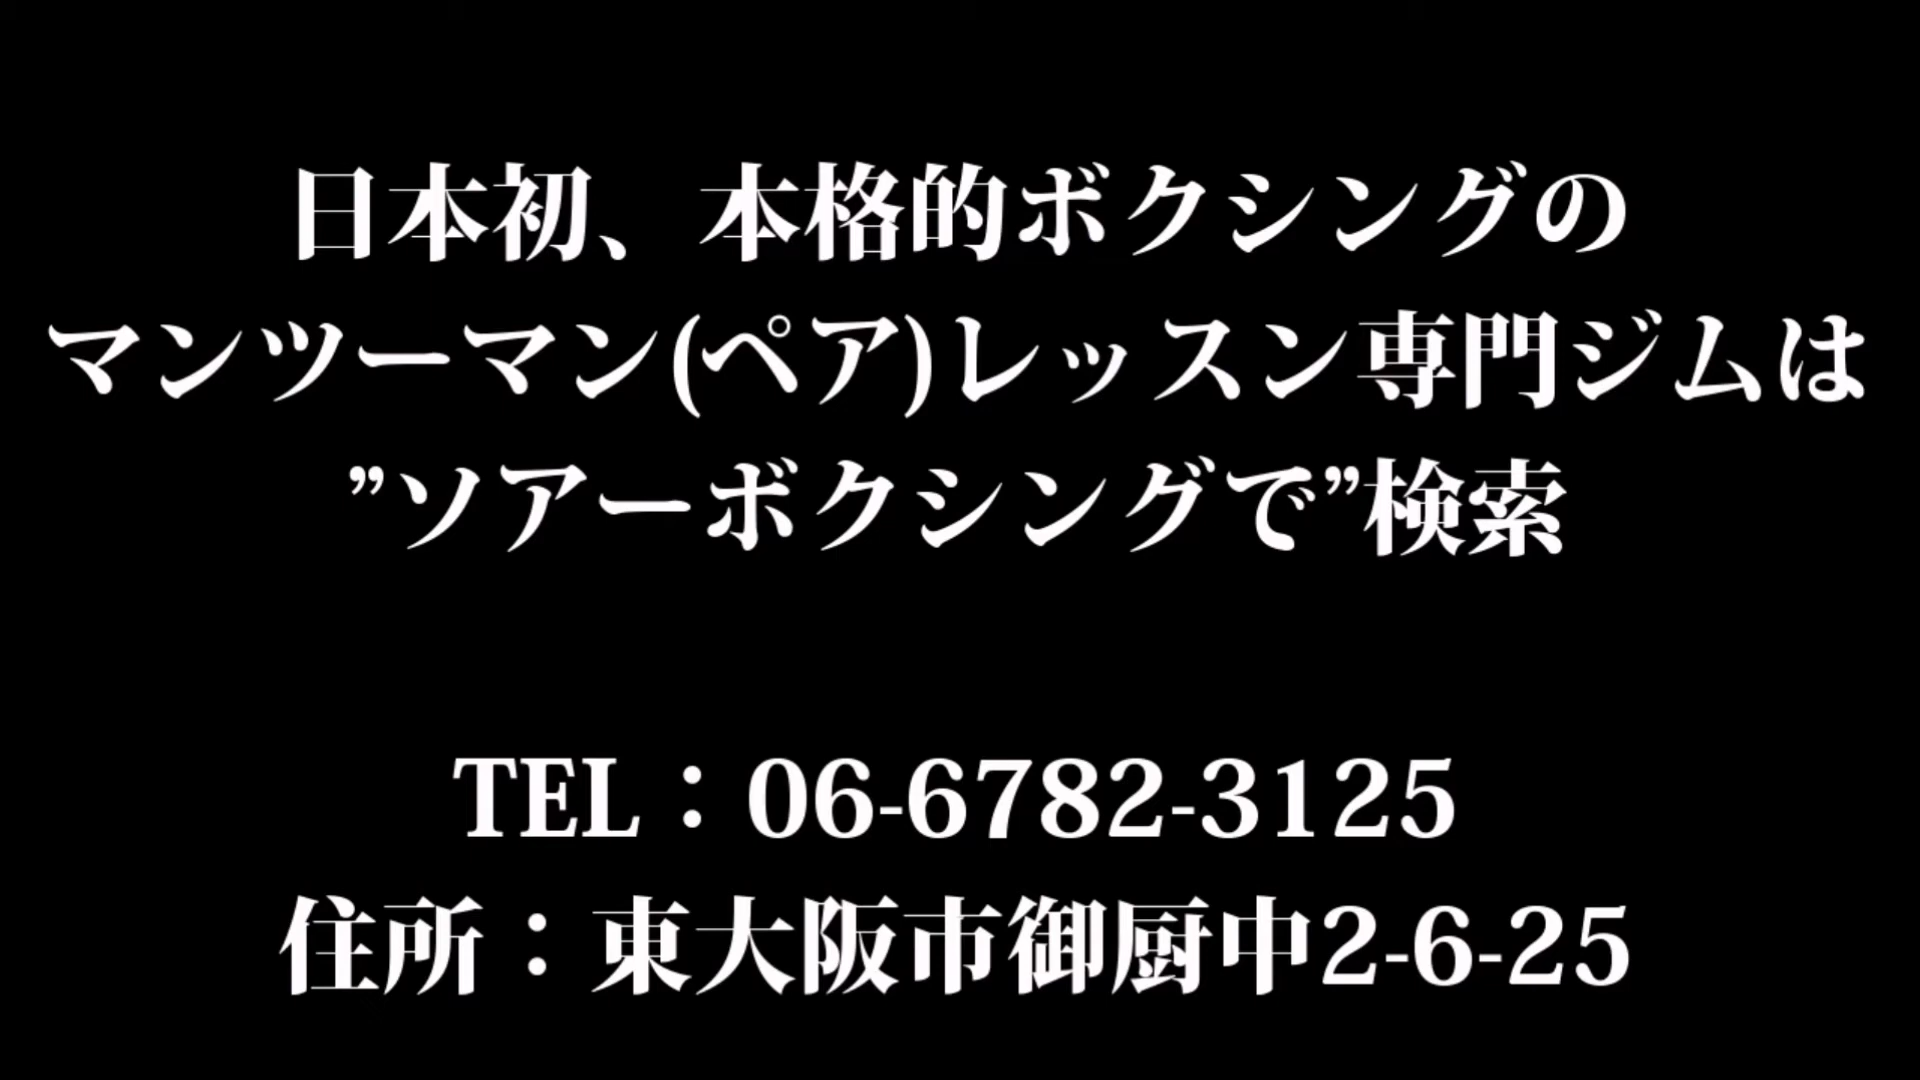 日本初、本格的ボクシングの
マンツーマン(ペア)レッスン専門ジムは
”ソアーボクシングで”検索
TEL：06-6782-3125
住所：東大阪市御厨中2-6-25